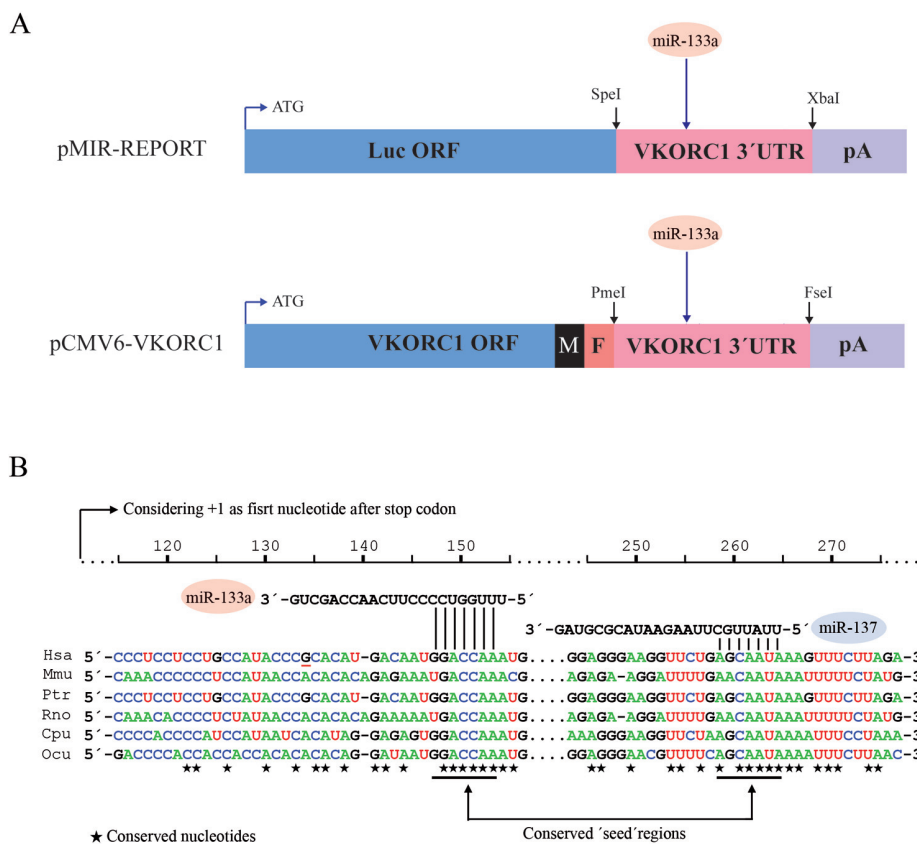 A
miR-133a
ATG
SpeI
XbaI
pMIR-REPORT
Luc ORF
VKORC1 3´UTR
pA
miR-133a
ATG
PmeI
FseI
pCMV6-VKORC1
VKORC1 ORF
M
F
VKORC1 3´UTR
pA
B
Considering +1 as fisrt nucleotide after stop codon
120 130 140 150 250 260 270
miR-133a 3´-GUCGACCAACUUCCCCUGGUUU-5´
3´-GAUGCGCAUAAGAAUUCGUUAUU-5´ miR-137
Hsa 5´-CCCUCCUCCUGCCAUACCCGCACAU-GACAAUGGACCAAAUG....GGAGGGAAGGUUCUGAGCAAUAAAGUUUCUUAGA-3
Mmu 5´-CAAACCCCCCUCCAUAACCACACACAGAGAAAUGACCAAACG....AGAGA-AGGAUUUUGAACAAUAAAUUUUUCUAUG-3
Ptr 5´-CCCUCCUCCUGCCAUACCCGCACAU-GACAAUGGACCAAAUG....GGAGGGAAGGUUCUGAGCAAUAAAGUUUCUUAGA-3
Rno 5´-CAAACACCCCUCUAUAACCACACACAGAAAAAUGACCAAAUG....AGAGA-AGGAUUUUGAACAAUAAAUUUUUCUAUG-3
Cpu 5´-CCCCACCCCCAUCCAUAAUCACAUAG-GAGAGUGGACCAAAUG....AAGAGGGAGGUUCUAAGCAAUAAAGUUUCCUAAA-3
Ocu 5´-GACCCCACCACCACCACACACACAG-GAUAAUGGACCAAAUG....GGAGGGAACGUUUUCAGCAAUAAAAUUUCUUAAC-3
★ Conserved nucleotides
Conserved ´seed´regions